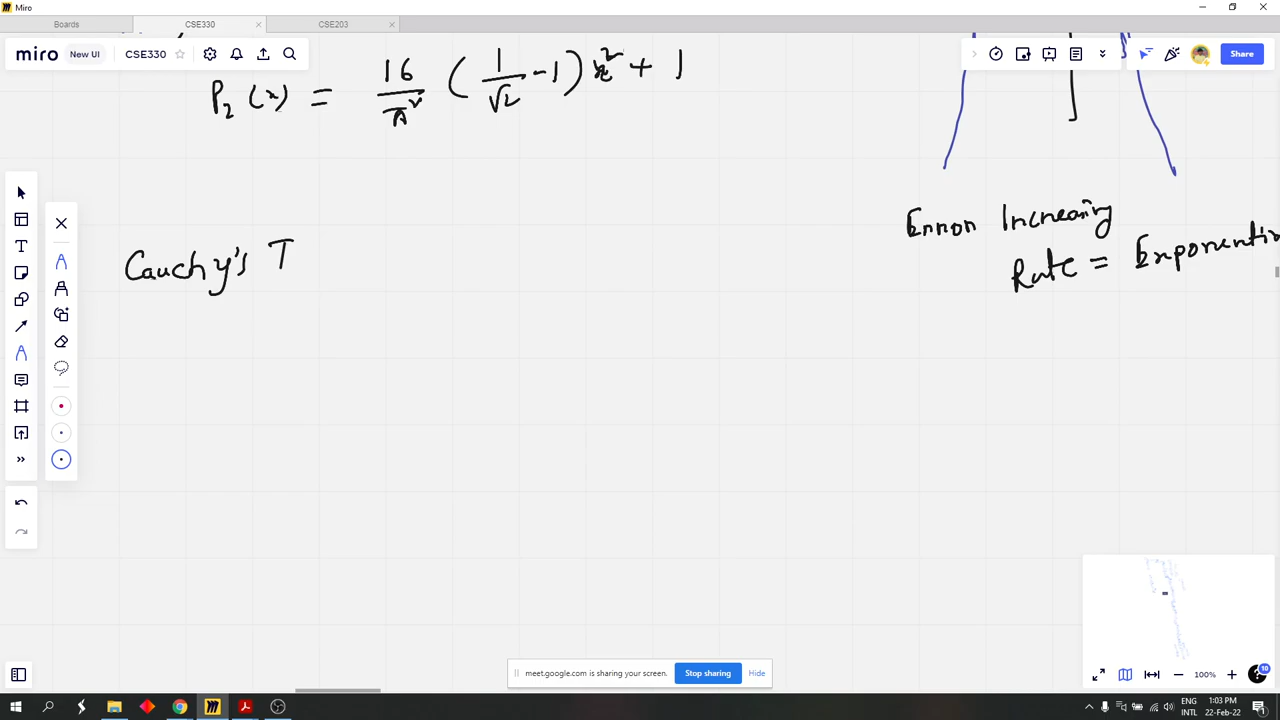 Miro
Boards
CSE330
CSE203
miro
New UI
CSE330
Share
P₂ (x) = 16/π² (1/√2 - 1) x² + 1
Error Increasing
Rate =
Cauchy's T
meet.google.com is sharing your screen.
Stop sharing
Hide
10
100%
ENG
INTL
1:03 PM
22-Feb-22
1